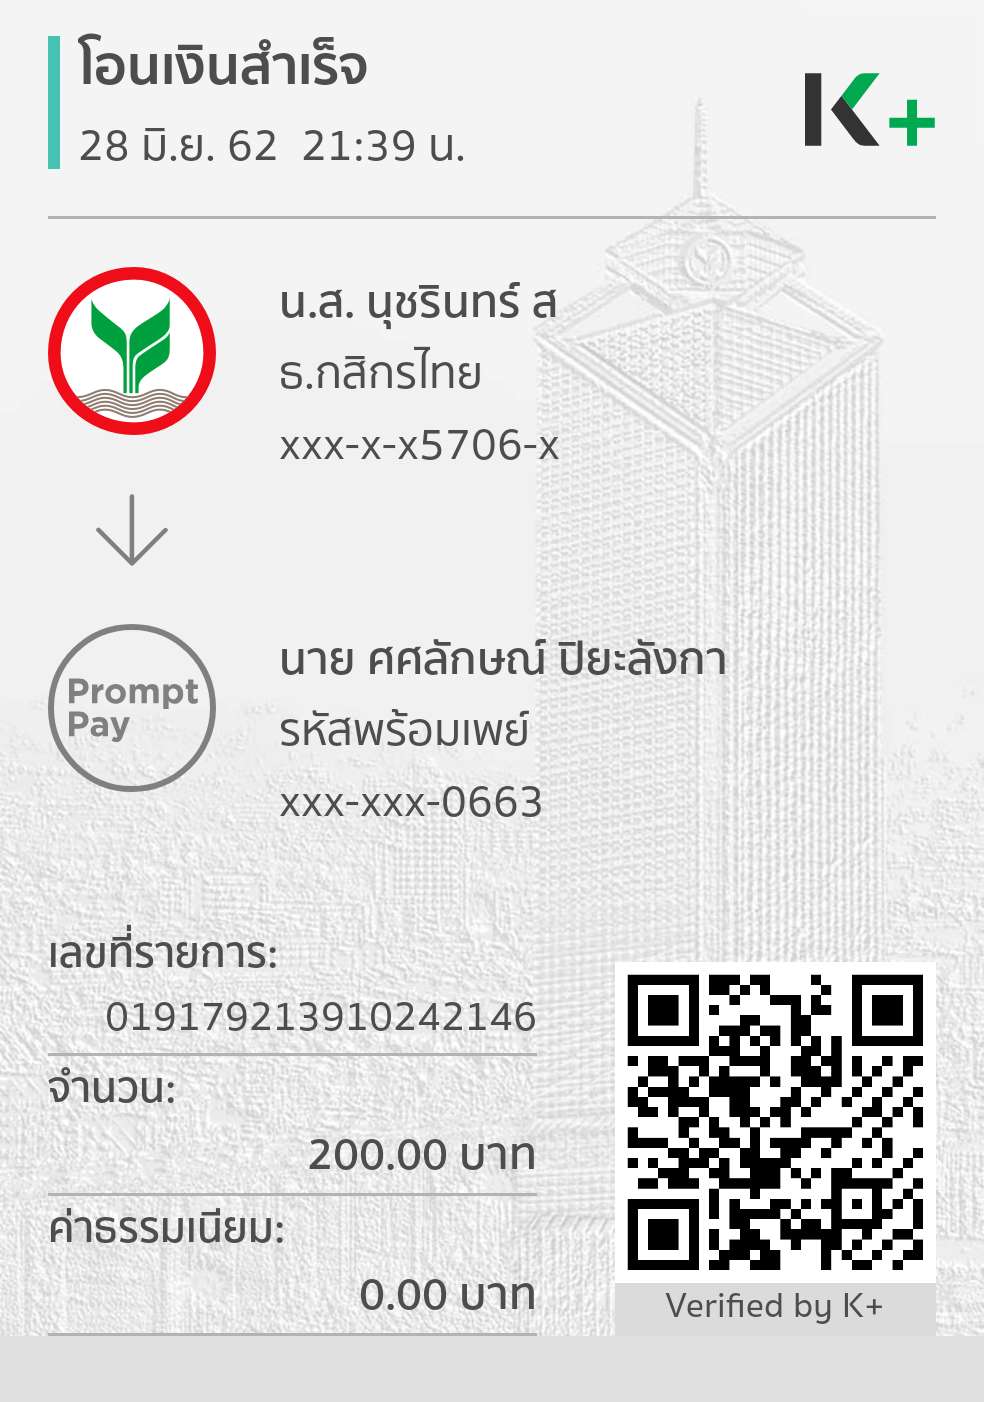 โอนเงินสำเร็จ
28 มิ.ย. 62 21:39 น.
K+
น.ส. นุชรินทร์ ส
ธ.กสิกรไทย
xxx-x-x5706-x
Prompt
Pay
นาย ศศลักษณ์ ปิยะลังกา
รหัสพร้อมเพย์
xxx-xxx-0663
เลขที่รายการ:
019179213910242146
จำนวน:
200.00 บาท
ค่าธรรมเนียม:
0.00 บาท
Verified by K+